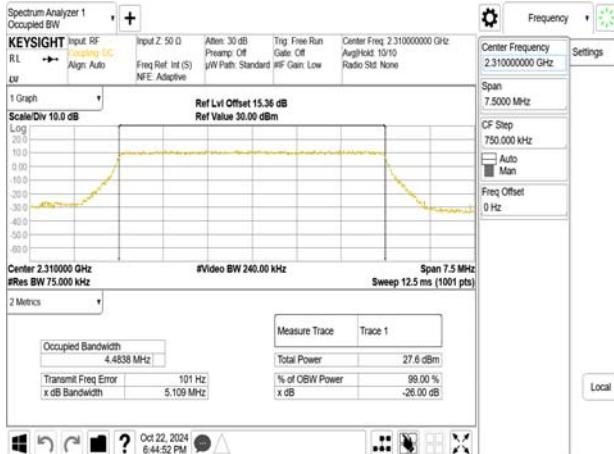 Spectrum Analyzer 1
Occupied BW
+
Frequency
KEYSIGHT
RL
Input: RF
Coupling: DC
Align: Auto
Input Z: 50 Ω
Freq Ref: Int (S)
NFE: Adaptive
Atten: 30 dB
Preamp: Off
µW Path: Standard
Trig: Free Run
Gate: Off
#IF Gain: Low
Center Freq: 2.310000000 GHz
Avg|Hold: 10/10
Radio Std: None
Center Frequency
2.310000000 GHz
Settings
Span
7.5000 MHz
CF Step
750.000 kHz
Auto
Man
Freq Offset
0 Hz
Local
1 Graph
Scale/Div 10.0 dB
Ref Lvl Offset 15.36 dB
Ref Value 30.00 dBm
Log
20.0
10.0
0.00
-10.0
-20.0
-30.0
-40.0
-50.0
-60.0
Center 2.310000 GHz
#Res BW 75.000 kHz
#Video BW 240.00 kHz
Span 7.5 MHz
Sweep 12.5 ms (1001 pts)
2 Metrics
Measure Trace Trace 1
Occupied Bandwidth
4.4838 MHz
Total Power 27.6 dBm
Transmit Freq Error 101 Hz
% of OBW Power 99.00 %
x dB Bandwidth 5.109 MHz
x dB -26.00 dB
?
Oct 22, 2024
6:44:52 PM